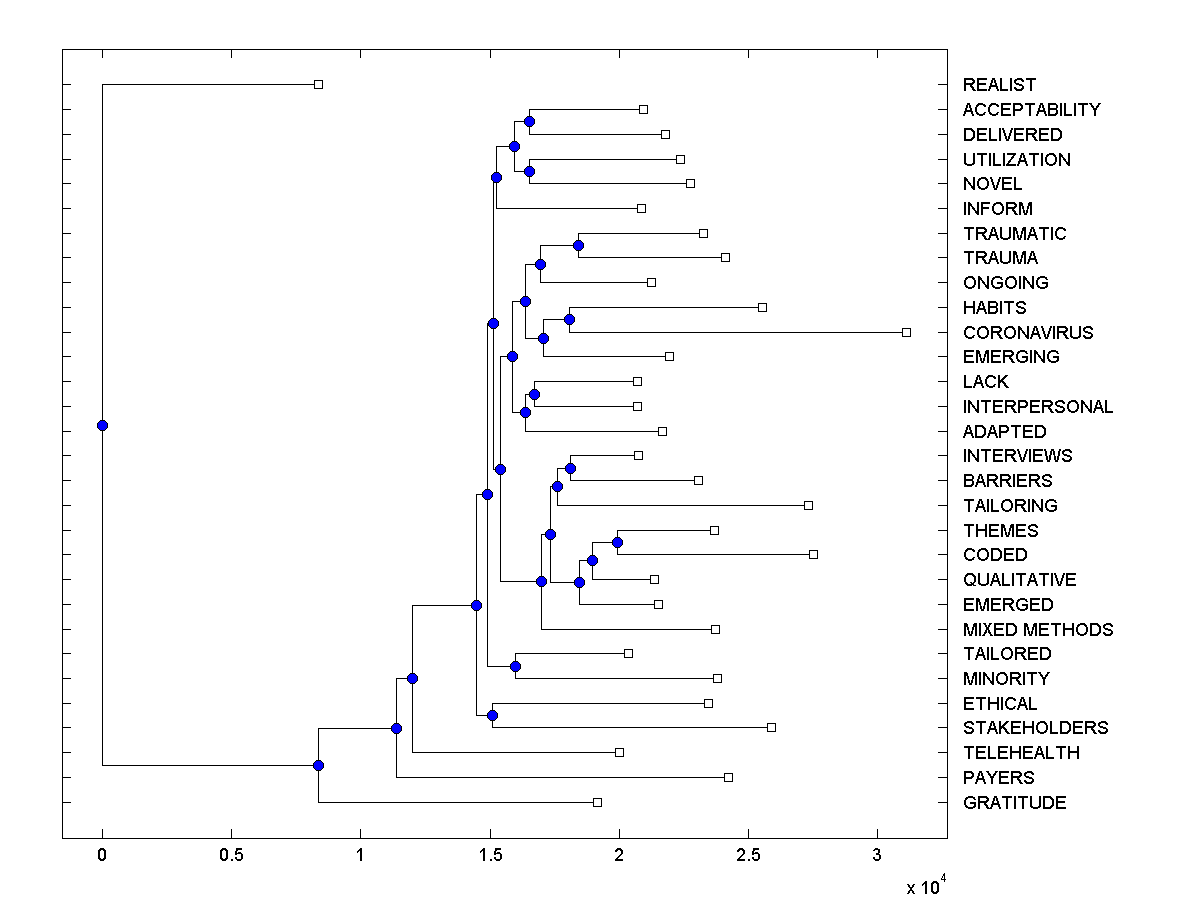 REALIST
ACCEPTABILITY
DELIVERED
UTILIZATION
NOVEL
INFORM
TRAUMATIC
TRAUMA
ONGOING
HABITS
CORONAVIRUS
EMERGING
LACK
INTERPERSONAL
ADAPTED
INTERVIEWS
BARRIERS
TAILORING
THEMES
CODED
QUALITATIVE
EMERGED
MIXED METHODS
TAILORED
MINORITY
ETHICAL
STAKEHOLDERS
TELEHEALTH
PAYERS
GRATITUDE
0 0.5 1 1.5 2 2.5 3
x 10^4